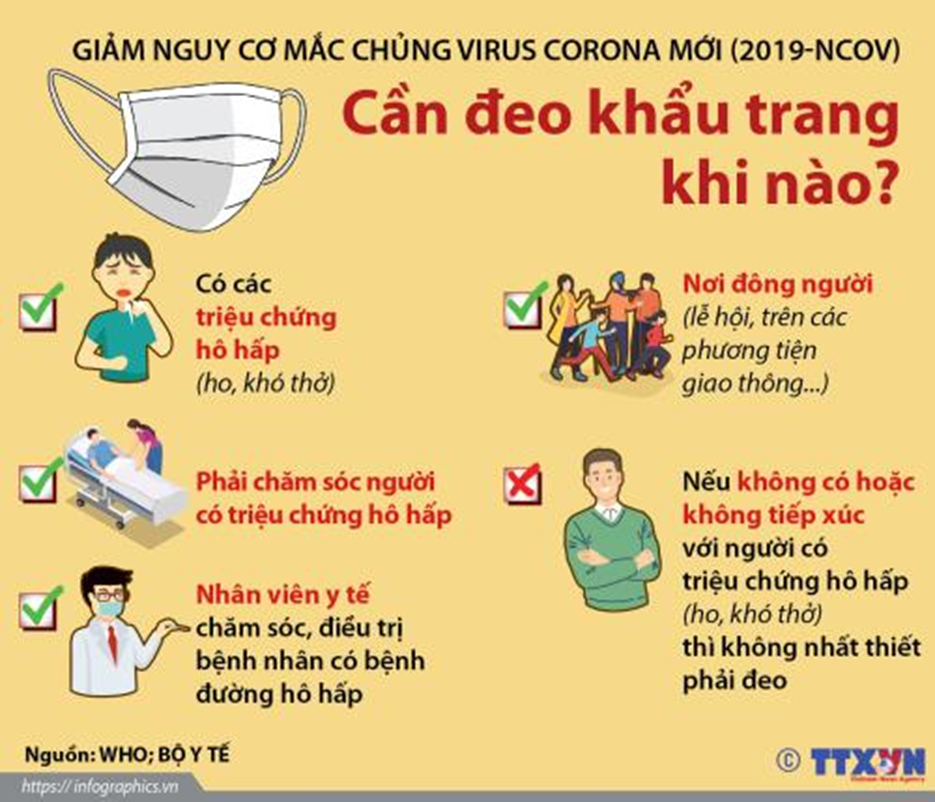 GIẢM NGUY CƠ MẮC CHỦNG VIRUS CORONA MỚI (2019-NCOV)
Cần đeo khẩu trang
khi nào?
Có các
triệu chứng
hô hấp
(ho, khó thở)
Phải chăm sóc người
có triệu chứng hô hấp
Nhân viên y tế
chăm sóc, điều trị
bệnh nhân có bệnh
đường hô hấp
Nơi đông người
(lễ hội, trên các
phương tiện
giao thông...)
Nếu không có hoặc
không tiếp xúc
với người có
triệu chứng hô hấp
(ho, khó thở)
thì không nhất thiết
phải đeo
Nguồn: WHO; BỘ Y TẾ
© TTXVN
Vietnam News Agency
https://infographics.vn